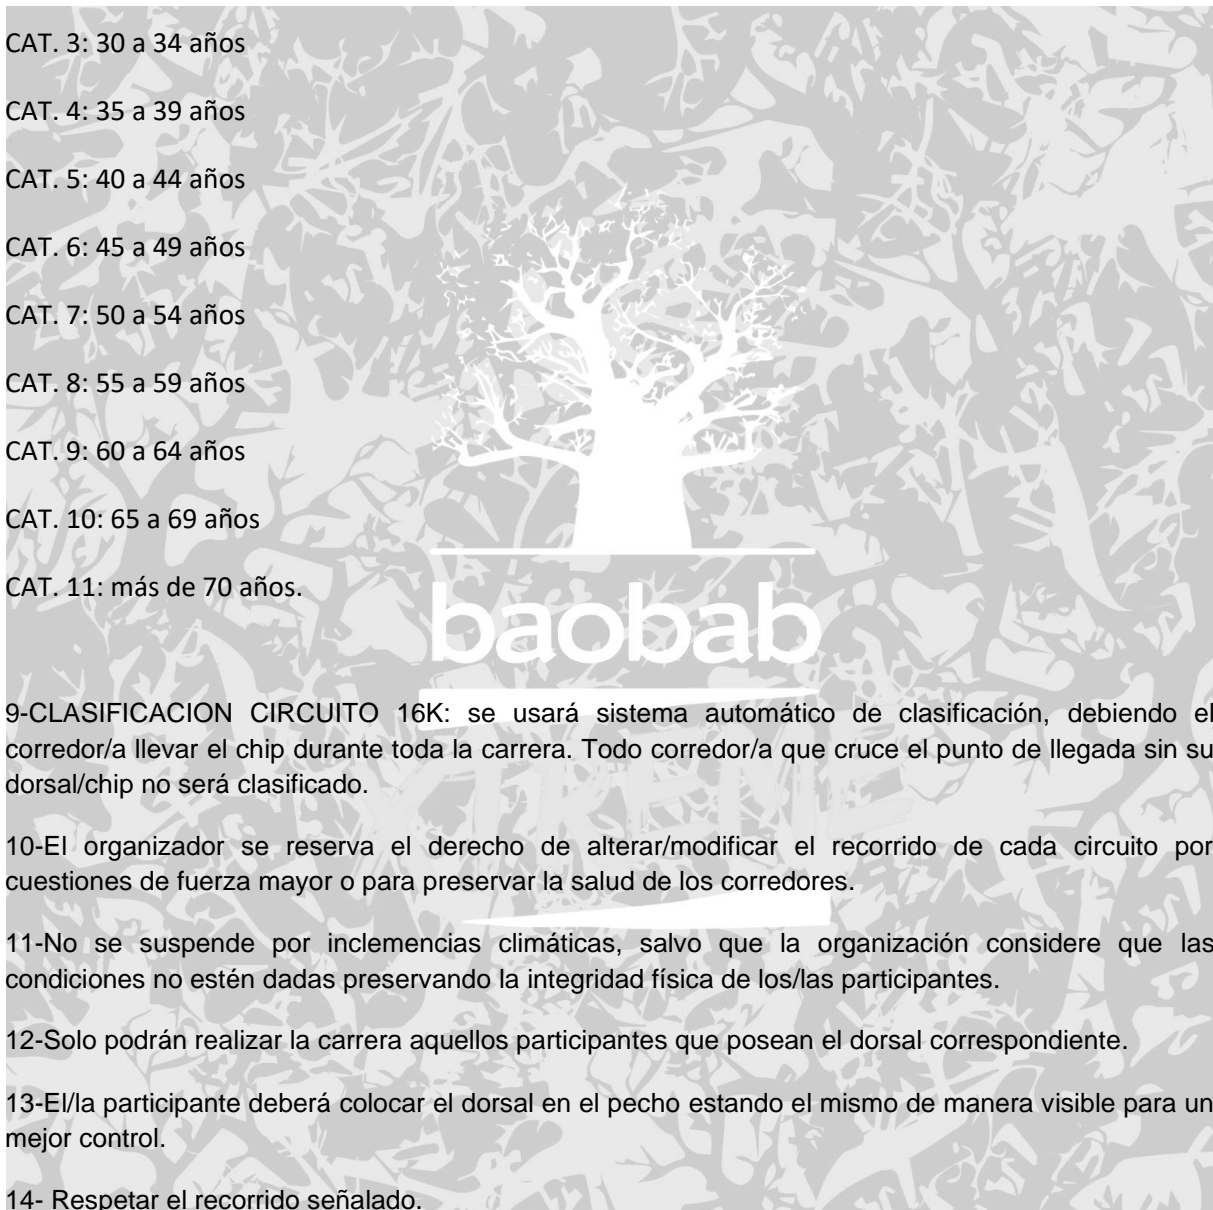 CAT. 3: 30 a 34 años
CAT. 4: 35 a 39 años
CAT. 5: 40 a 44 años
CAT. 6: 45 a 49 años
CAT. 7: 50 a 54 años
CAT. 8: 55 a 59 años
CAT. 9: 60 a 64 años
CAT. 10: 65 a 69 años
CAT. 11: más de 70 años.
baobab
9-CLASIFICACION CIRCUITO 16K: se usará sistema automático de clasificación, debiendo el
corredor/a llevar el chip durante toda la carrera. Todo corredor/a que cruce el punto de llegada sin su
dorsal/chip no será clasificado.
XTREME
10-El organizador se reserva el derecho de alterar/modificar el recorrido de cada circuito por
cuestiones de fuerza mayor o para preservar la salud de los corredores.
11-No se suspende por inclemencias climáticas, salvo que la organización considere que las
condiciones no estén dadas preservando la integridad física de los/las participantes.
12-Solo podrán realizar la carrera aquellos participantes que posean el dorsal correspondiente.
13-El/la participante deberá colocar el dorsal en el pecho estando el mismo de manera visible para un
mejor control.
14- Respetar el recorrido señalado.